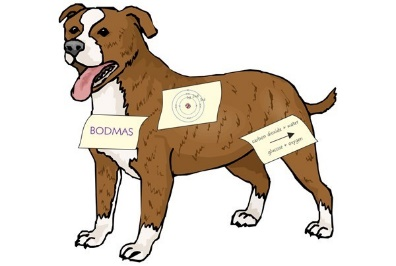 BODMAS
carbon dioxide + water
glucose + oxygen